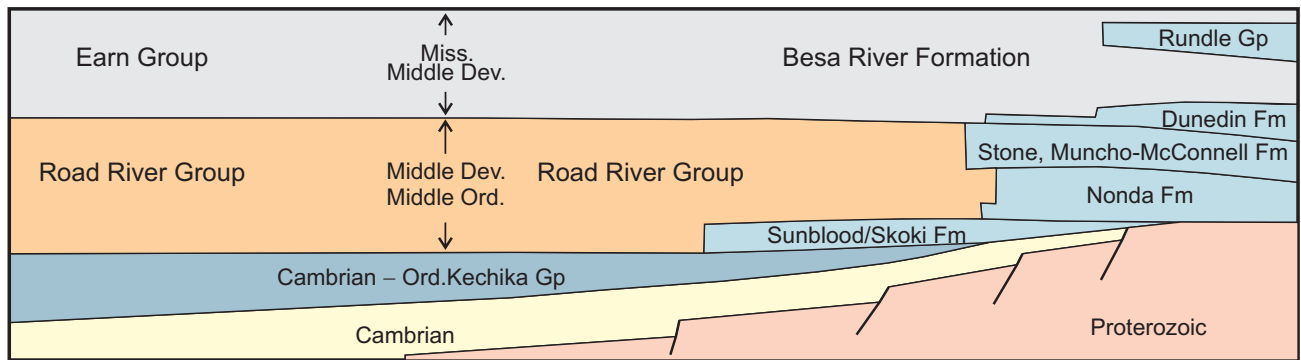 Rundle Gp
Earn Group
Miss.
Middle Dev.
Besa River Formation
Dunedin Fm
Stone, Muncho-McConnell Fm
Road River Group
Middle Dev.
Middle Ord.
Road River Group
Nonda Fm
Sunblood/Skoki Fm
Cambrian – Ord.Kechika Gp
Cambrian
Proterozoic